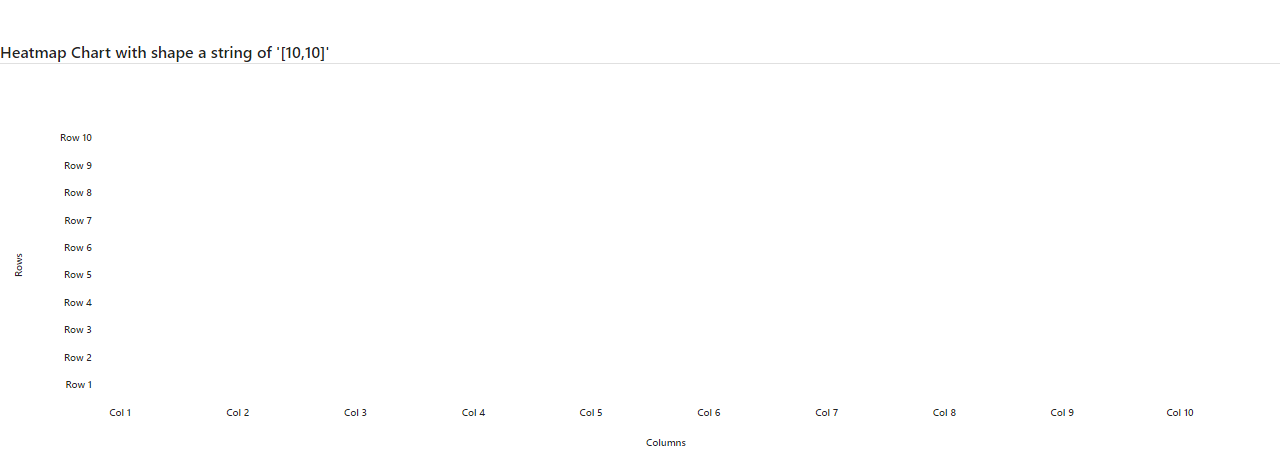 Heatmap Chart with shape a string of '[10,10]'
Row 10
Row 9
Row 8
Row 7
Row 6
Row 5
Row 4
Row 3
Row 2
Row 1
Rows
Col 1 Col 2 Col 3 Col 4 Col 5 Col 6 Col 7 Col 8 Col 9 Col 10
Columns